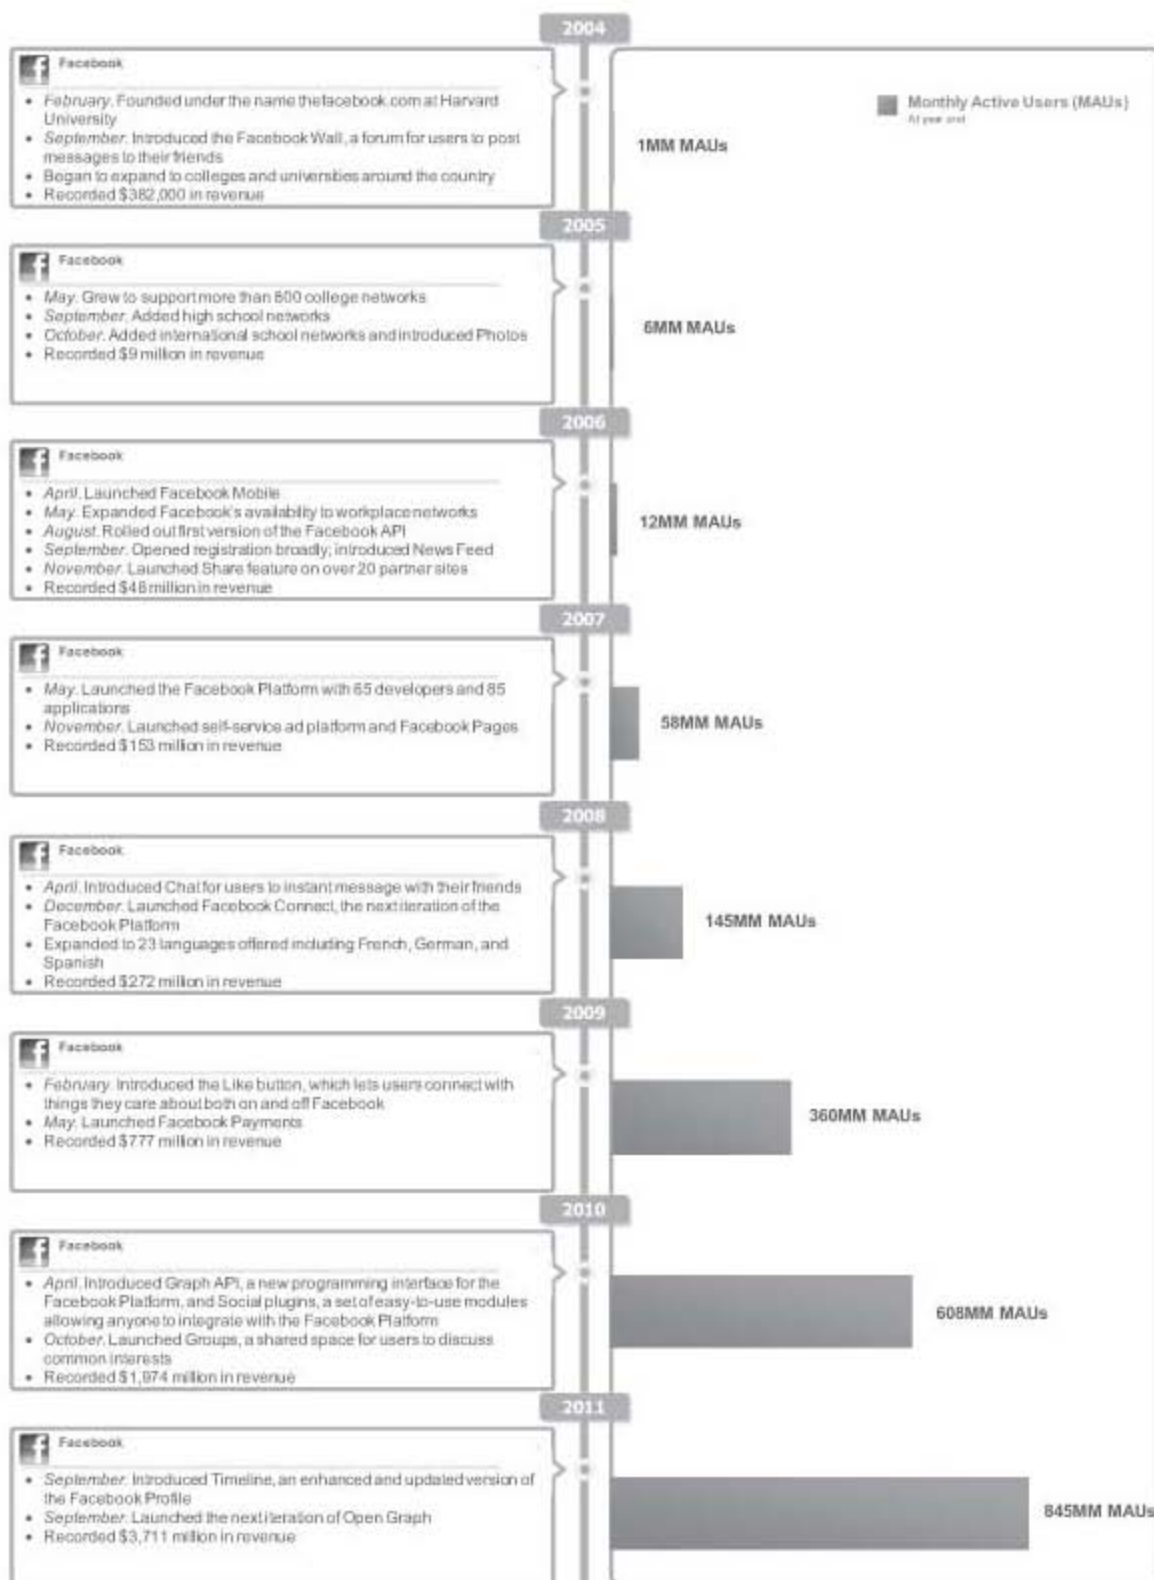 2004
Facebook
• February. Founded under the name thefacebook.com at Harvard
University
• September. Introduced the Facebook Wall, a forum for users to post
messages to their friends
• Began to expand to colleges and universities around the country
• Recorded $382,000 in revenue
Monthly Active Users (MAUs)
At year end
1MM MAUs
2005
Facebook
• May. Grew to support more than 800 college networks
• September. Added high school networks
• October. Added international school networks and introduced Photos
• Recorded $9 million in revenue
6MM MAUs
2006
Facebook
• April. Launched Facebook Mobile
• May. Expanded Facebook's availability to workplace networks
• August. Rolled out first version of the Facebook API
• September. Opened registration broadly; introduced News Feed
• November. Launched Share feature on over 20 partner sites
• Recorded $48 million in revenue
12MM MAUs
2007
Facebook
• May. Launched the Facebook Platform with 65 developers and 85
applications
• November. Launched self-service ad platform and Facebook Pages
• Recorded $153 million in revenue
58MM MAUs
2008
Facebook
• April. Introduced Chat for users to instant message with their friends
• December. Launched Facebook Connect, the next iteration of the
Facebook Platform
• Expanded to 23 languages offered including French, German, and
Spanish
• Recorded $272 million in revenue
145MM MAUs
2009
Facebook
• February. Introduced the Like button, which lets users connect with
things they care about both on and off Facebook
• May. Launched Facebook Payments
• Recorded $777 million in revenue
360MM MAUs
2010
Facebook
• April. Introduced Graph API, a new programming interface for the
Facebook Platform, and Social plugins, a set of easy-to-use modules
allowing anyone to integrate with the Facebook Platform
• October. Launched Groups, a shared space for users to discuss
common interests
• Recorded $1,974 million in revenue
608MM MAUs
2011
Facebook
• September. Introduced Timeline, an enhanced and updated version of
the Facebook Profile
• September. Launched the next iteration of Open Graph
• Recorded $3,711 million in revenue
845MM MAUs